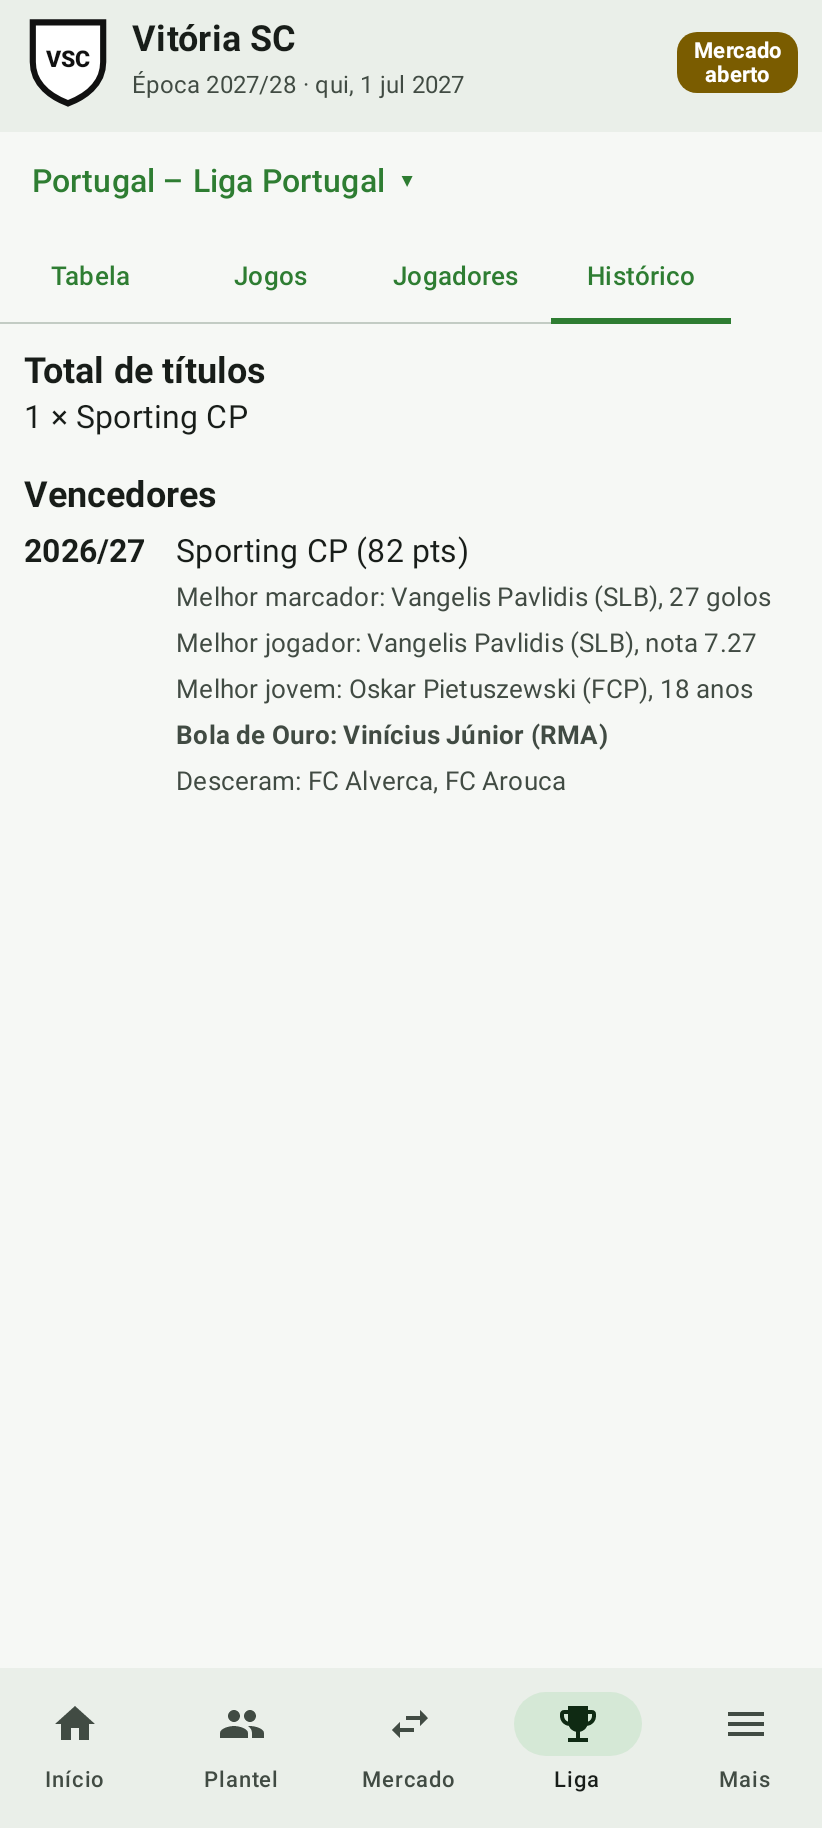 VSC
Vitória SC
Época 2027/28 · qui, 1 jul 2027
Mercado
aberto
Portugal – Liga Portugal ▼
Tabela
Jogos
Jogadores
Histórico
Total de títulos
1 × Sporting CP
Vencedores
2026/27 Sporting CP (82 pts)
Melhor marcador: Vangelis Pavlidis (SLB), 27 golos
Melhor jogador: Vangelis Pavlidis (SLB), nota 7.27
Melhor jovem: Oskar Pietuszewski (FCP), 18 anos
Bola de Ouro: Vinícius Júnior (RMA)
Desceram: FC Alverca, FC Arouca
Início
Plantel
Mercado
Liga
Mais